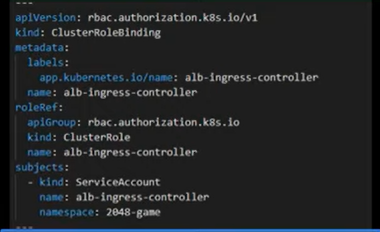 ---
apiVersion: rbac.authorization.k8s.io/v1
kind: ClusterRoleBinding
metadata:
  labels:
    app.kubernetes.io/name: alb-ingress-controller
  name: alb-ingress-controller
roleRef:
  apiGroup: rbac.authorization.k8s.io
  kind: ClusterRole
  name: alb-ingress-controller
subjects:
  - kind: ServiceAccount
    name: alb-ingress-controller
    namespace: 2048-game
---